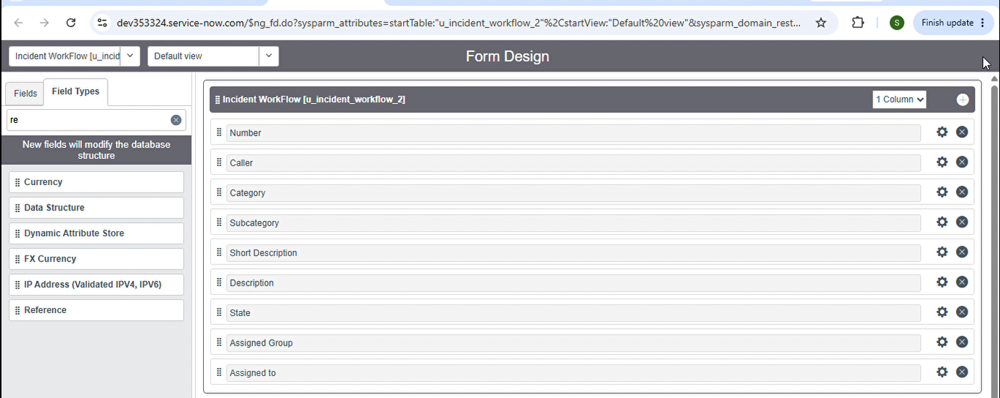 dev353324.service-now.com/$ng_fd.do?sysparm_attributes=startTable:"u_incident_workflow_2"%2CstartView:"Default%20view"&sysparm_domain_rest...
S
Finish update
Incident WorkFlow [u_incid
Default view
Form Design
Fields
Field Types
re
New fields will modify the database
structure
Currency
Data Structure
Dynamic Attribute Store
FX Currency
IP Address (Validated IPV4, IPV6)
Reference
Incident WorkFlow [u_incident_workflow_2]
1 Column
Number
Caller
Category
Subcategory
Short Description
Description
State
Assigned Group
Assigned to